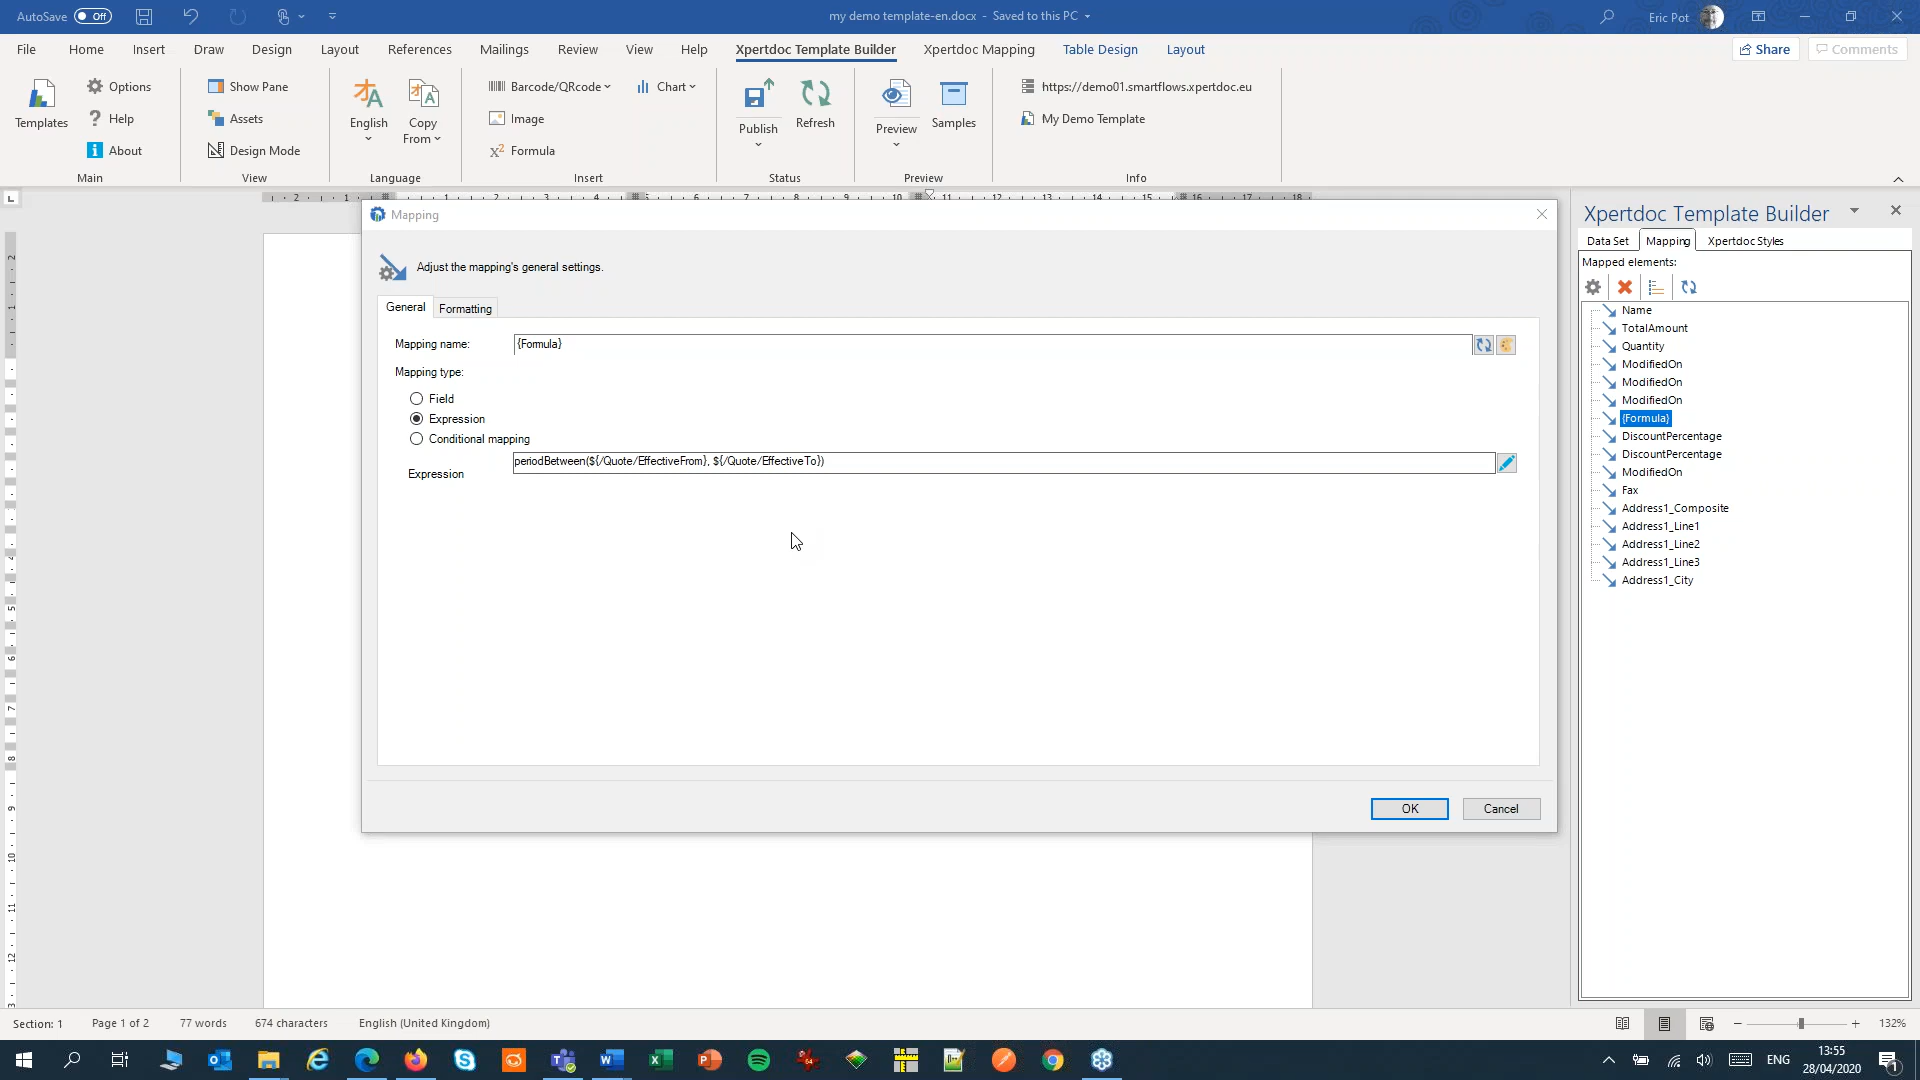 AutoSave Off
my demo template-en.docx - Saved to this PC
Eric Pot
File Home Insert Draw Design Layout References Mailings Review View Help Xpertdoc Template Builder Xpertdoc Mapping Table Design Layout
Share Comments
Templates
Options
Help
About
Main
Show Pane
Assets
Design Mode
View
English
Copy
From
Language
Barcode/QRcode
Chart
Image
Formula
Insert
Publish
Refresh
Status
Preview
Samples
Preview
https://demo01.smartflows.xpertdoc.eu
My Demo Template
Info
Mapping
Adjust the mapping's general settings.
General Formatting
Mapping name: {Formula}
Mapping type:
Field
Expression
Conditional mapping
Expression periodBetween(${/Quote/EffectiveFrom}, ${/Quote/EffectiveTo})
OK Cancel
Xpertdoc Template Builder
Data Set Mapping Xpertdoc Styles
Mapped elements:
Name
TotalAmount
Quantity
ModifiedOn
ModifiedOn
ModifiedOn
{Formula}
DiscountPercentage
DiscountPercentage
ModifiedOn
Fax
Address1_Composite
Address1_Line1
Address1_Line2
Address1_Line3
Address1_City
Section: 1 Page 1 of 2 77 words 674 characters English (United Kingdom)
132%
ENG
13:55
28/04/2020